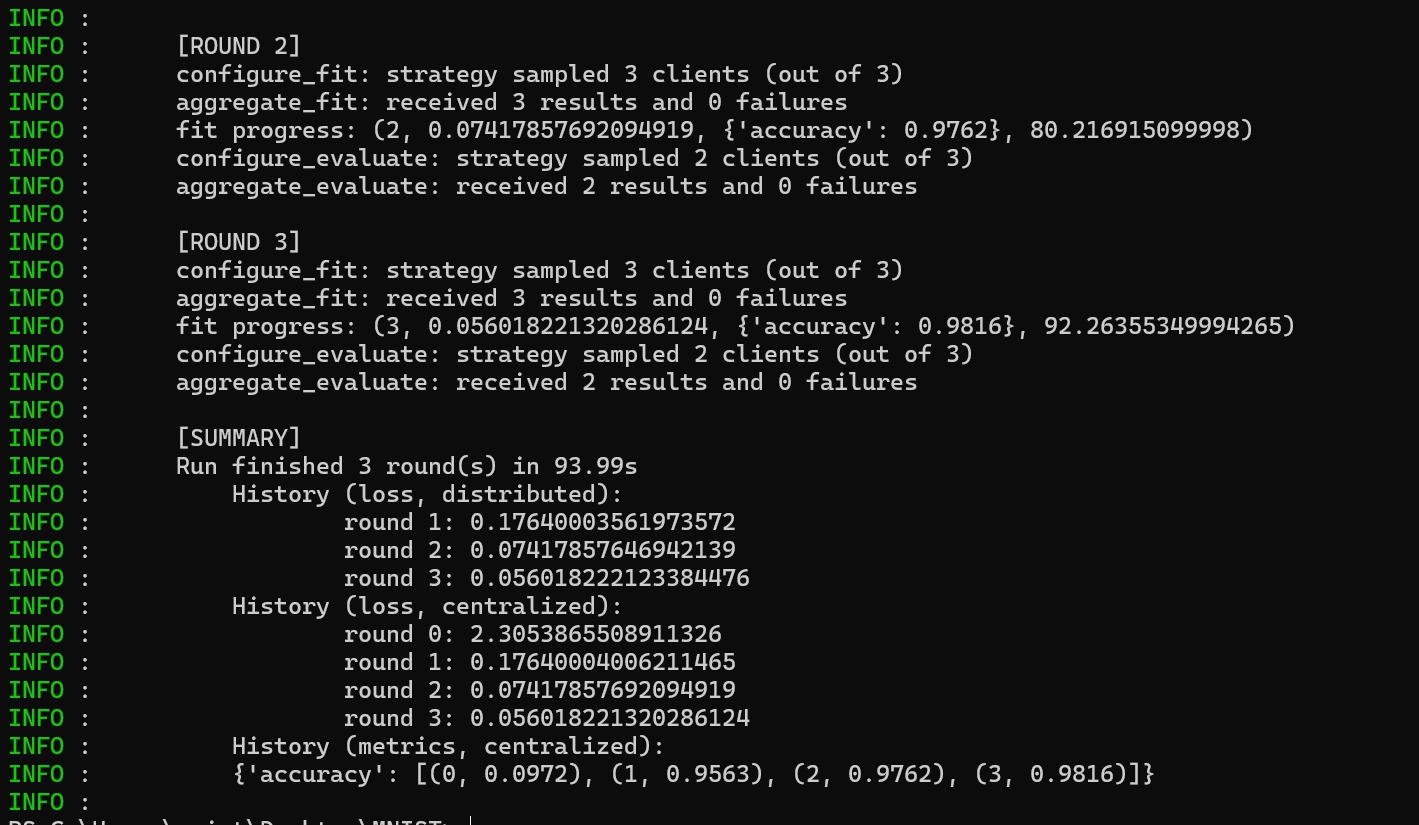 INFO :
INFO : [ROUND 2]
INFO : configure_fit: strategy sampled 3 clients (out of 3)
INFO : aggregate_fit: received 3 results and 0 failures
INFO : fit progress: (2, 0.07417857692094919, {'accuracy': 0.9762}, 80.216915099998)
INFO : configure_evaluate: strategy sampled 2 clients (out of 3)
INFO : aggregate_evaluate: received 2 results and 0 failures
INFO :
INFO : [ROUND 3]
INFO : configure_fit: strategy sampled 3 clients (out of 3)
INFO : aggregate_fit: received 3 results and 0 failures
INFO : fit progress: (3, 0.056018221320286124, {'accuracy': 0.9816}, 92.26355349994265)
INFO : configure_evaluate: strategy sampled 2 clients (out of 3)
INFO : aggregate_evaluate: received 2 results and 0 failures
INFO :
INFO : [SUMMARY]
INFO : Run finished 3 round(s) in 93.99s
INFO : History (loss, distributed):
INFO : round 1: 0.17640003561973572
INFO : round 2: 0.07417857646942139
INFO : round 3: 0.056018222123384476
INFO : History (loss, centralized):
INFO : round 0: 2.3053865508911326
INFO : round 1: 0.17640004006211465
INFO : round 2: 0.07417857692094919
INFO : round 3: 0.056018221320286124
INFO : History (metrics, centralized):
INFO : {'accuracy': [(0, 0.0972), (1, 0.9563), (2, 0.9762), (3, 0.9816)]}
INFO :